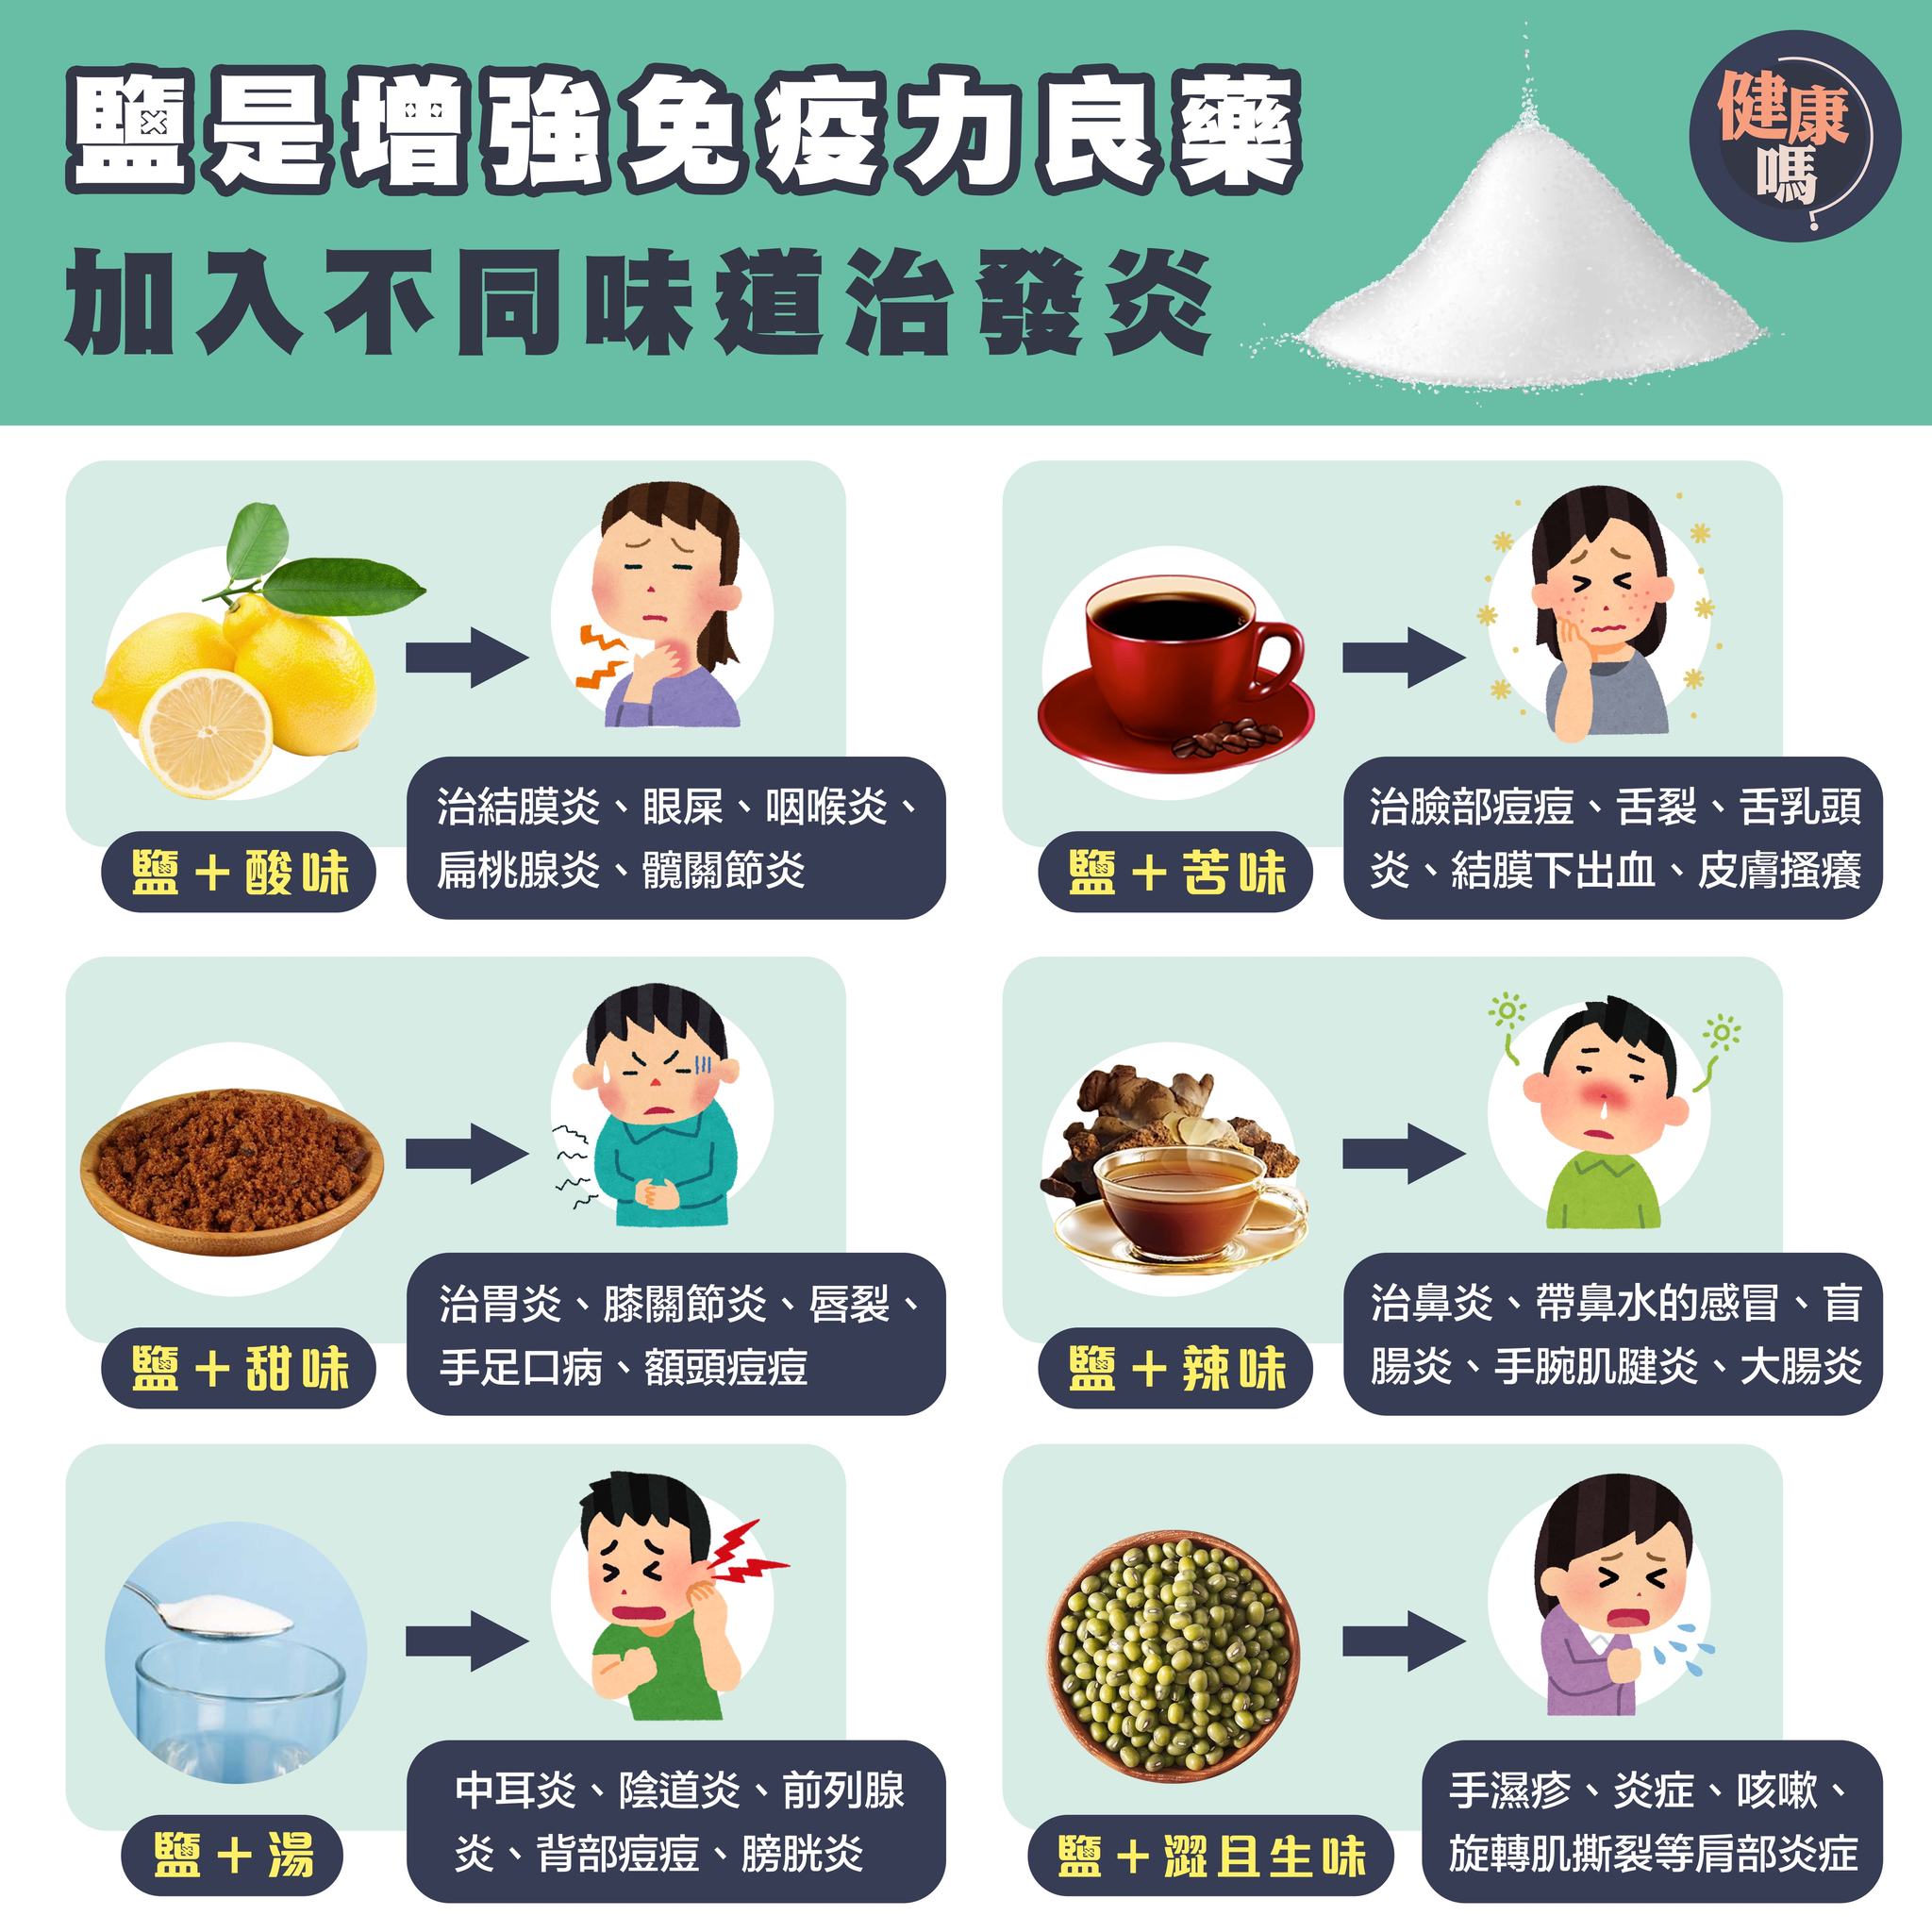 鹽是增強免疫力良藥
加入不同味道治發炎
健康
嗎?
治結膜炎、眼屎、咽喉炎、
扁桃腺炎、髖關節炎
鹽＋酸味
治臉部痘痘、舌裂、舌乳頭
炎、結膜下出血、皮膚搔癢
鹽＋苦味
治胃炎、膝關節炎、唇裂、
手足口病、額頭痘痘
鹽＋甜味
治鼻炎、帶鼻水的感冒、盲
腸炎、手腕肌腱炎、大腸炎
鹽＋辣味
中耳炎、陰道炎、前列腺
炎、背部痘痘、膀胱炎
鹽＋湯
手濕疹、炎症、咳嗽、
旋轉肌撕裂等肩部炎症
鹽＋澀且生味